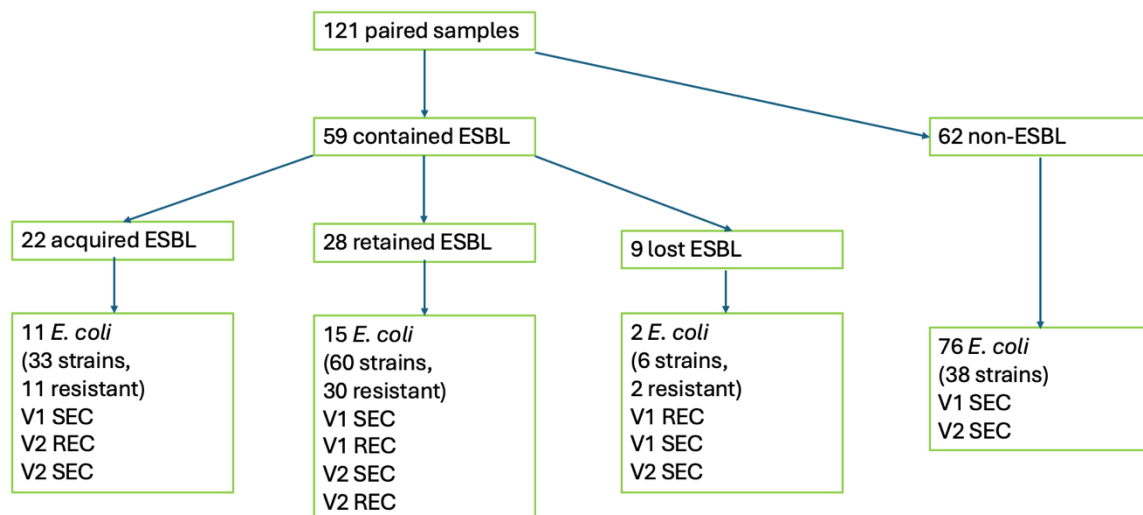 121 paired samples
59 contained ESBL
62 non-ESBL
22 acquired ESBL
28 retained ESBL
9 lost ESBL
11 E. coli
(33 strains,
11 resistant)
V1 SEC
V2 REC
V2 SEC
15 E. coli
(60 strains,
30 resistant)
V1 SEC
V1 REC
V2 SEC
V2 REC
2 E. coli
(6 strains,
2 resistant)
V1 REC
V1 SEC
V2 SEC
76 E. coli
(38 strains)
V1 SEC
V2 SEC